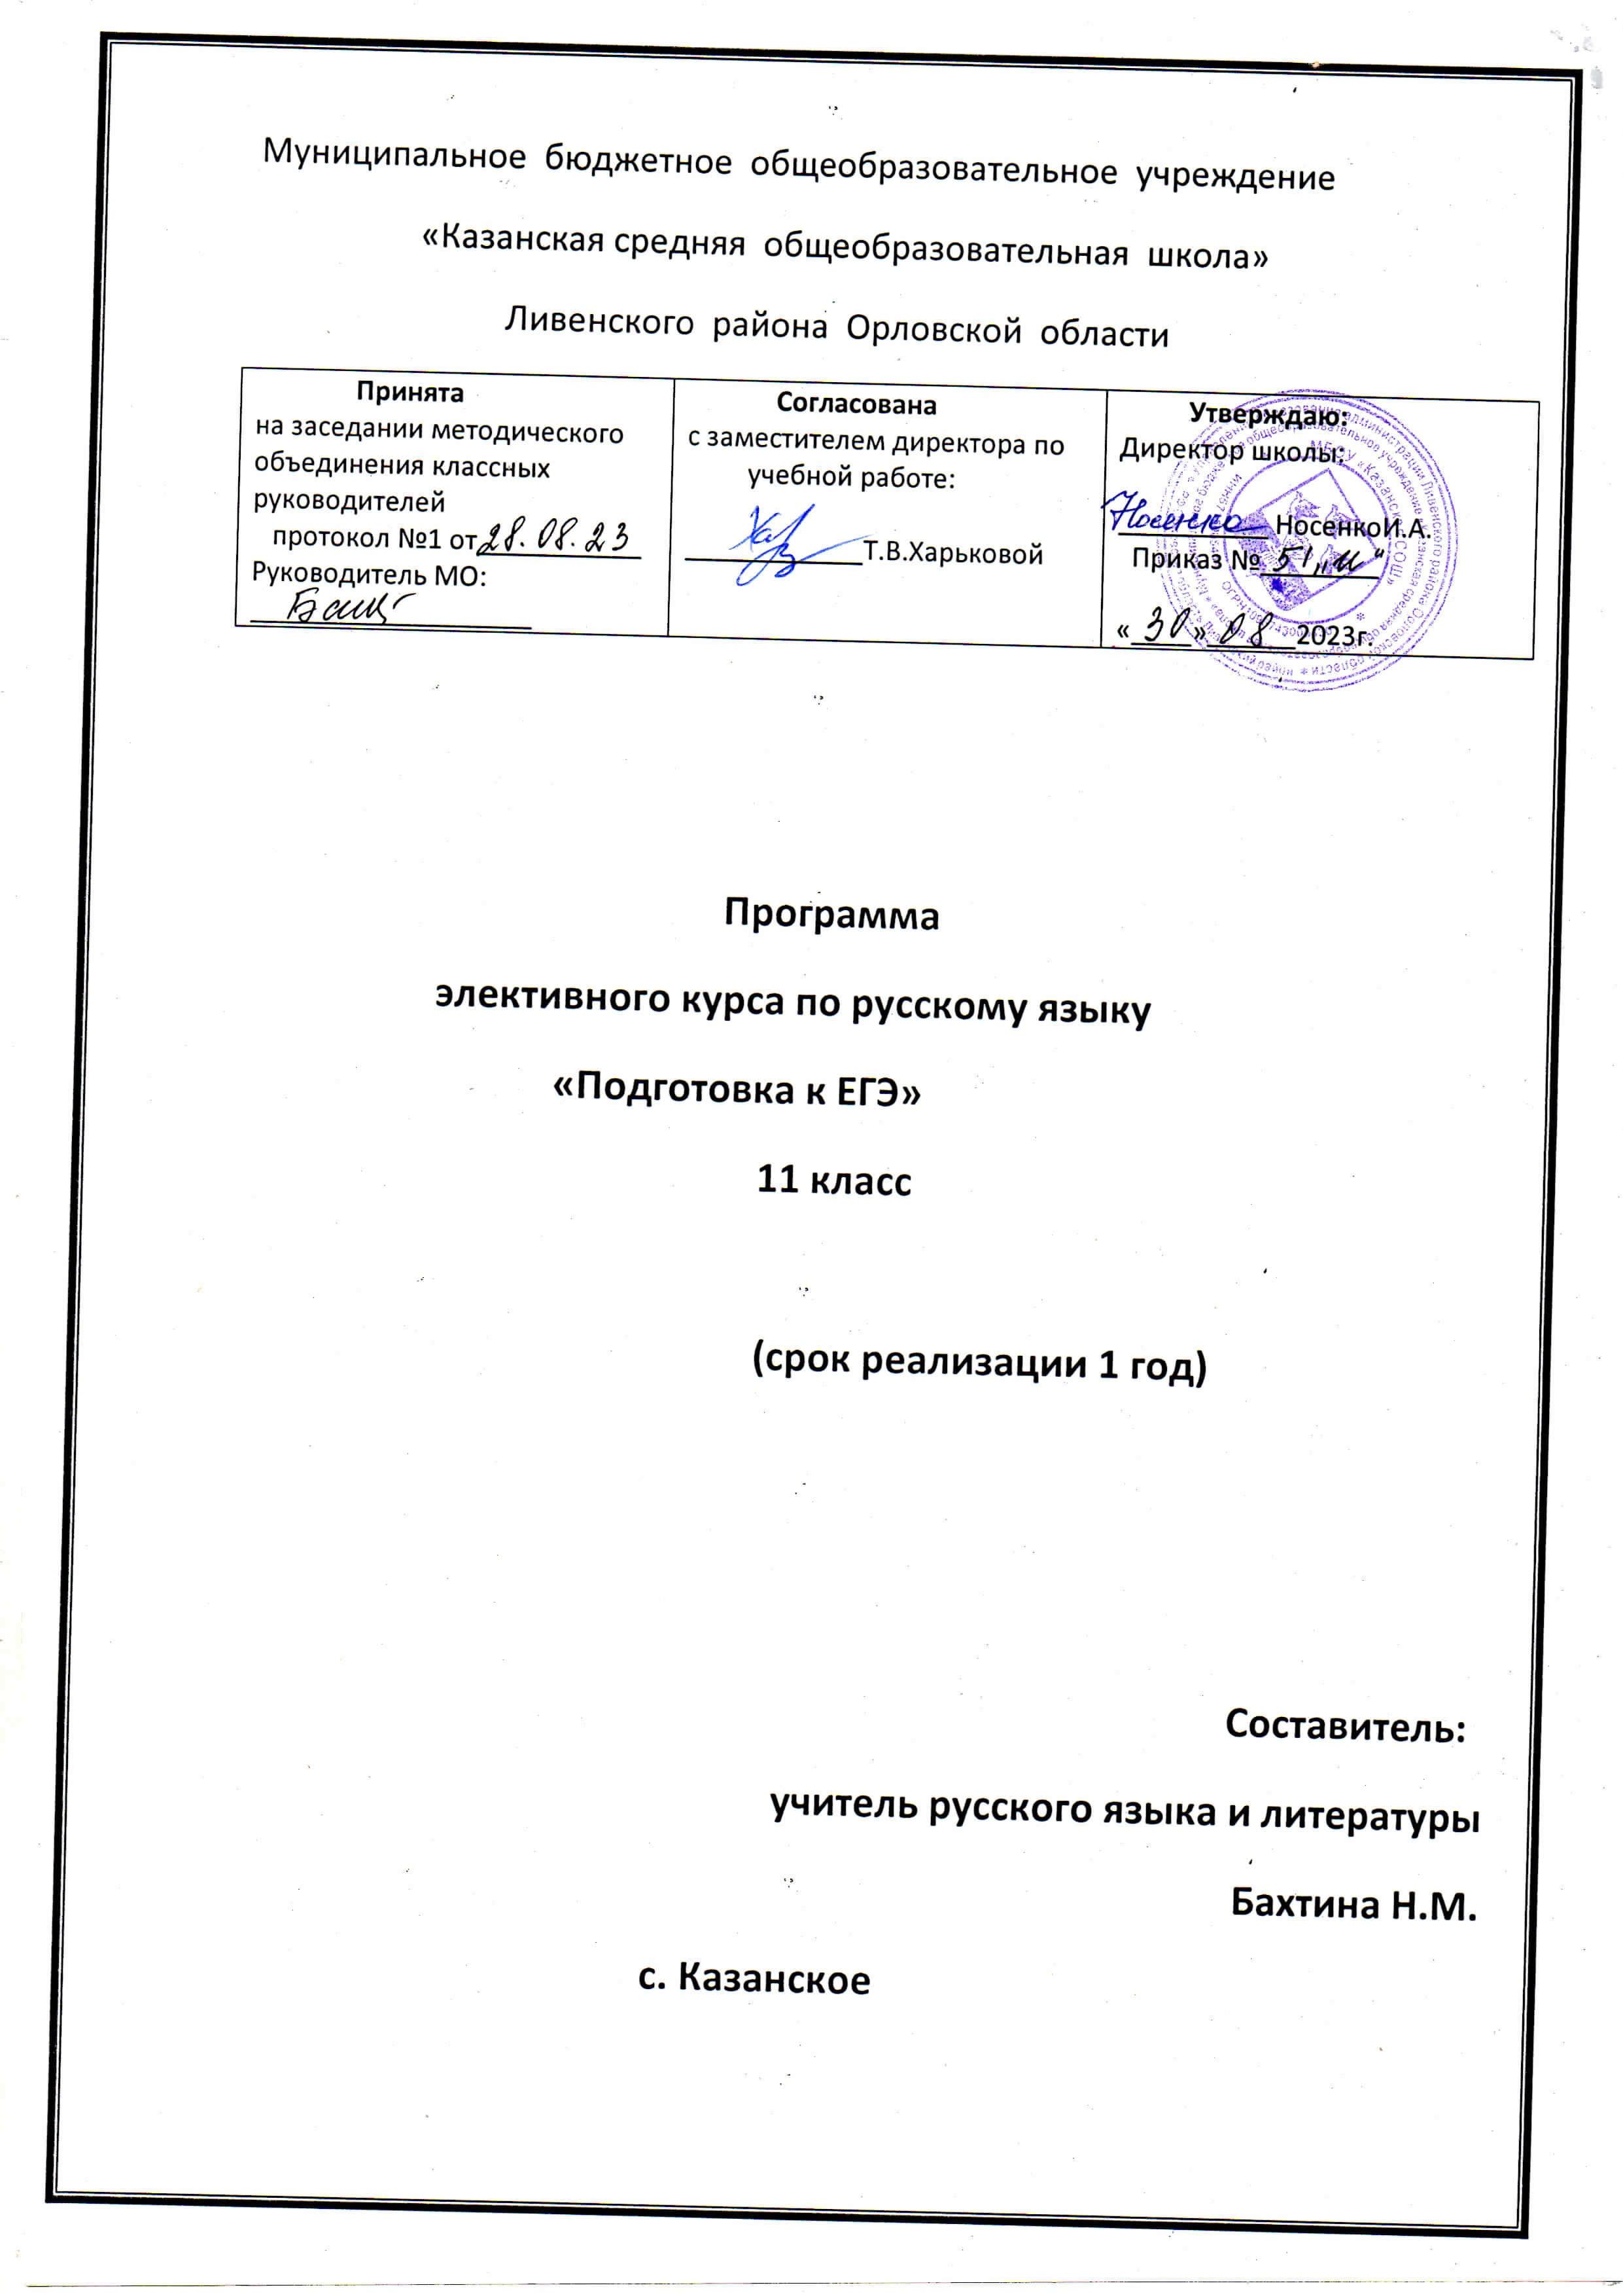 Муниципальное бюджетное общеобразовательное учреждение
«Казанская средняя общеобразовательная школа»
Ливенского района Орловской области
Принята
на заседании методического
объединения классных
руководителей
протокол №1 от 28.08.23
Руководитель МО:
Согласована
с заместителем директора по
учебной работе:
Т.В.Харьковой
Утверждаю:
Директор школы:
Носенко НосенкоИ.А.
Приказ № 51„и“
«30» 08 2023г.
Программа
элективного курса по русскому языку
«Подготовка к ЕГЭ»
11 класс
(срок реализации 1 год)
Составитель:
учитель русского языка и литературы
Бахтина Н.М.
с. Казанское